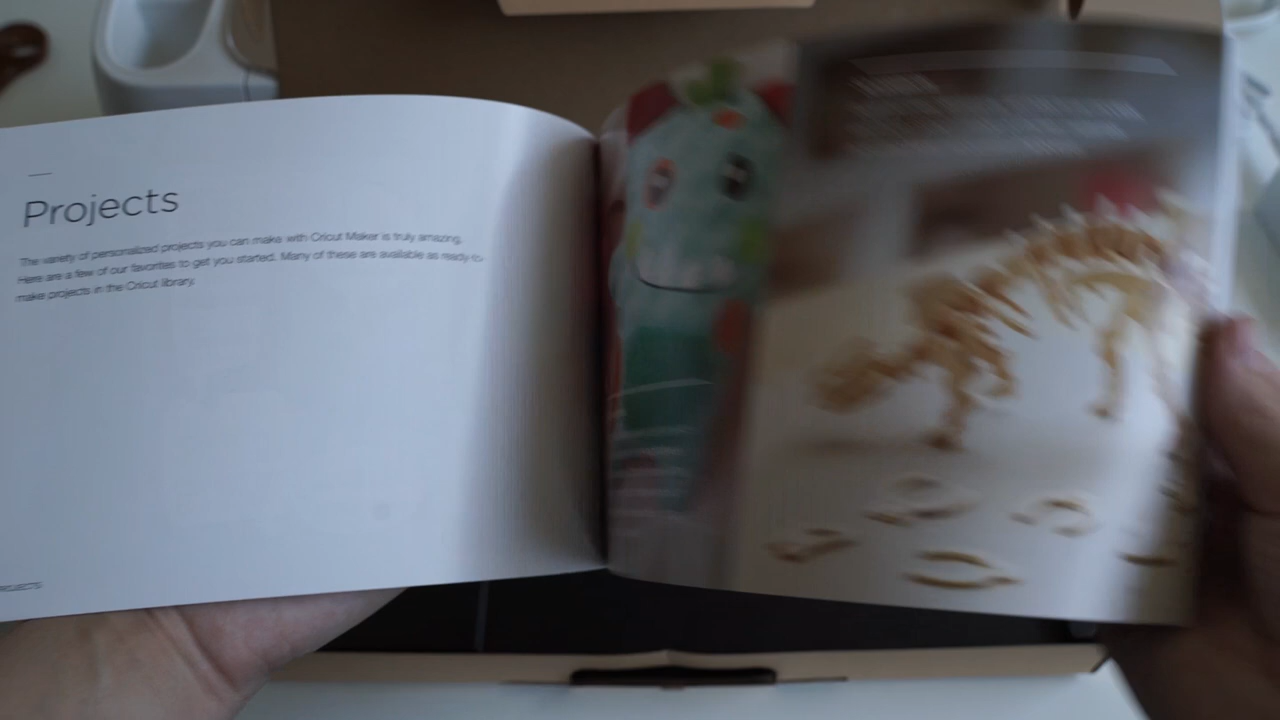 Projects
The variety of personalized projects you can make with Cricut Maker is truly amazing.
Here are a few of our favorites to get you started. Many of these are available as ready-to-
make projects in the Cricut library.
PROJECTS